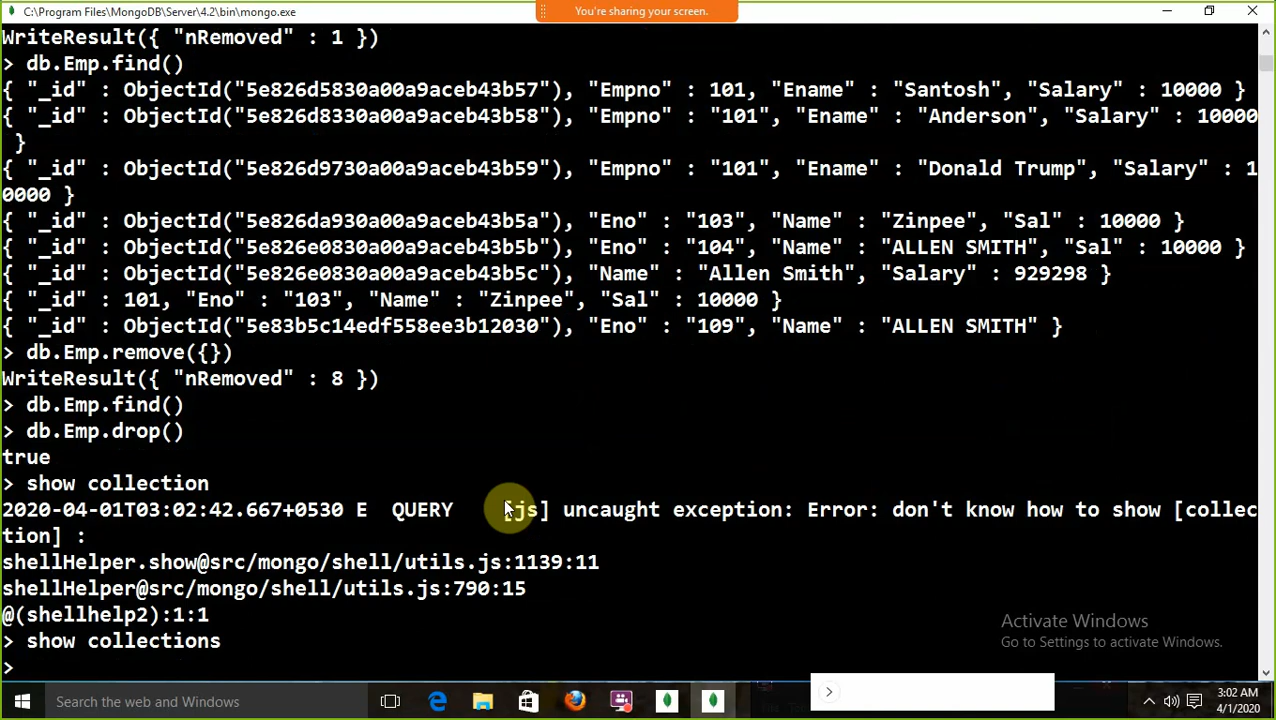 C:\Program Files\MongoDB\Server\4.2\bin\mongo.exe
You're sharing your screen.
WriteResult({ "nRemoved" : 1 })
> db.Emp.find()
{ "_id" : ObjectId("5e826d5830a00a9aceb43b57"), "Empno" : 101, "Ename" : "Santosh", "Salary" : 10000 }
{ "_id" : ObjectId("5e826d8330a00a9aceb43b58"), "Empno" : "101", "Ename" : "Anderson", "Salary" : 10000
}
{ "_id" : ObjectId("5e826d9730a00a9aceb43b59"), "Empno" : "101", "Ename" : "Donald Trump", "Salary" : 1
0000 }
{ "_id" : ObjectId("5e826da930a00a9aceb43b5a"), "Eno" : "103", "Name" : "Zinpee", "Sal" : 10000 }
{ "_id" : ObjectId("5e826e0830a00a9aceb43b5b"), "Eno" : "104", "Name" : "ALLEN SMITH", "Sal" : 10000 }
{ "_id" : ObjectId("5e826e0830a00a9aceb43b5c"), "Name" : "Allen Smith", "Salary" : 929298 }
{ "_id" : 101, "Eno" : "103", "Name" : "Zinpee", "Sal" : 10000 }
{ "_id" : ObjectId("5e83b5c14edf558ee3b12030"), "Eno" : "109", "Name" : "ALLEN SMITH" }
> db.Emp.remove({})
WriteResult({ "nRemoved" : 8 })
> db.Emp.find()
> db.Emp.drop()
true
> show collection
2020-04-01T03:02:42.667+0530 E  QUERY    [js] uncaught exception: Error: don't know how to show [collec
tion] :
shellHelper.show@src/mongo/shell/utils.js:1139:11
shellHelper@src/mongo/shell/utils.js:790:15
@(shellhelp2):1:1
> show collections
>
Activate Windows
Go to Settings to activate Windows.
Search the web and Windows
3:02 AM
4/1/2020